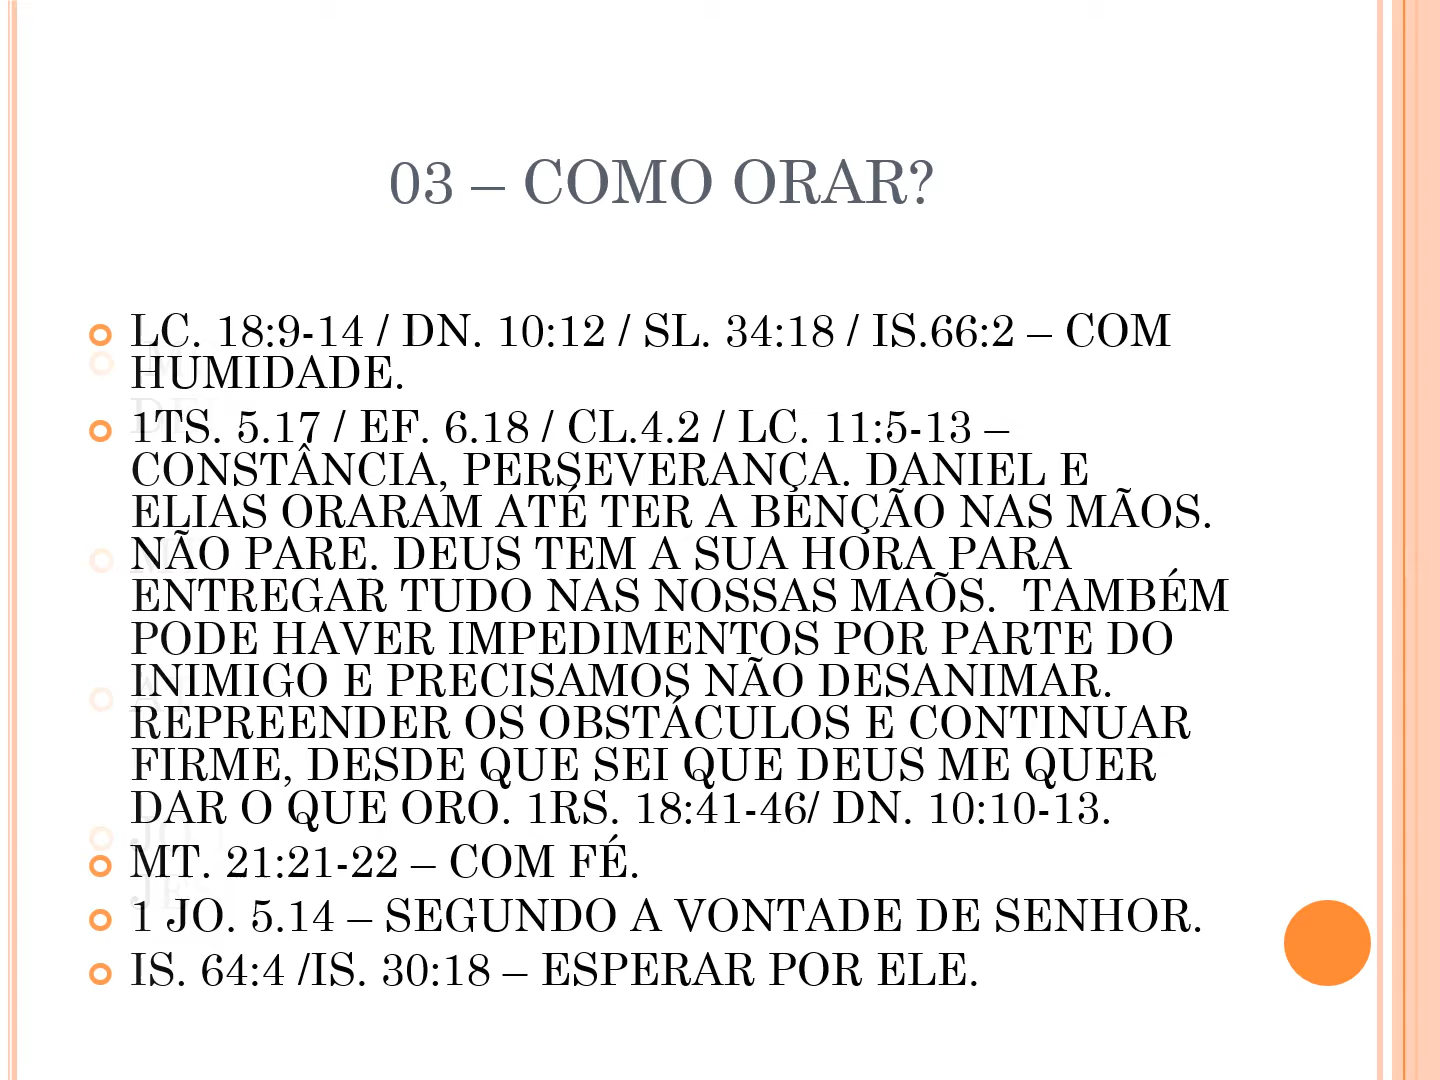 03 – COMO ORAR?
LC. 18:9-14 / DN. 10:12 / SL. 34:18 / IS.66:2 – COM
HUMIDADE.
1TS. 5.17 / EF. 6.18 / CL.4.2 / LC. 11:5-13 –
CONSTÂNCIA, PERSEVERANÇA. DANIEL E
ELIAS ORARAM ATÉ TER A BENÇÃO NAS MÃOS.
NÃO PARE. DEUS TEM A SUA HORA PARA
ENTREGAR TUDO NAS NOSSAS MAÕS.  TAMBÉM
PODE HAVER IMPEDIMENTOS POR PARTE DO
INIMIGO E PRECISAMOS NÃO DESANIMAR.
REPREENDER OS OBSTÁCULOS E CONTINUAR
FIRME, DESDE QUE SEI QUE DEUS ME QUER
DAR O QUE ORO. 1RS. 18:41-46/ DN. 10:10-13.
MT. 21:21-22 – COM FÉ.
1 JO. 5.14 – SEGUNDO A VONTADE DE SENHOR.
IS. 64:4 /IS. 30:18 – ESPERAR POR ELE.